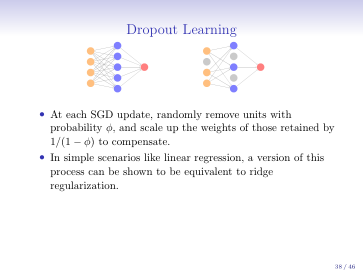 Dropout Learning
• At each SGD update, randomly remove units with
probability ϕ, and scale up the weights of those retained by
1/(1 − ϕ) to compensate.
• In simple scenarios like linear regression, a version of this
process can be shown to be equivalent to ridge
regularization.
38 / 46